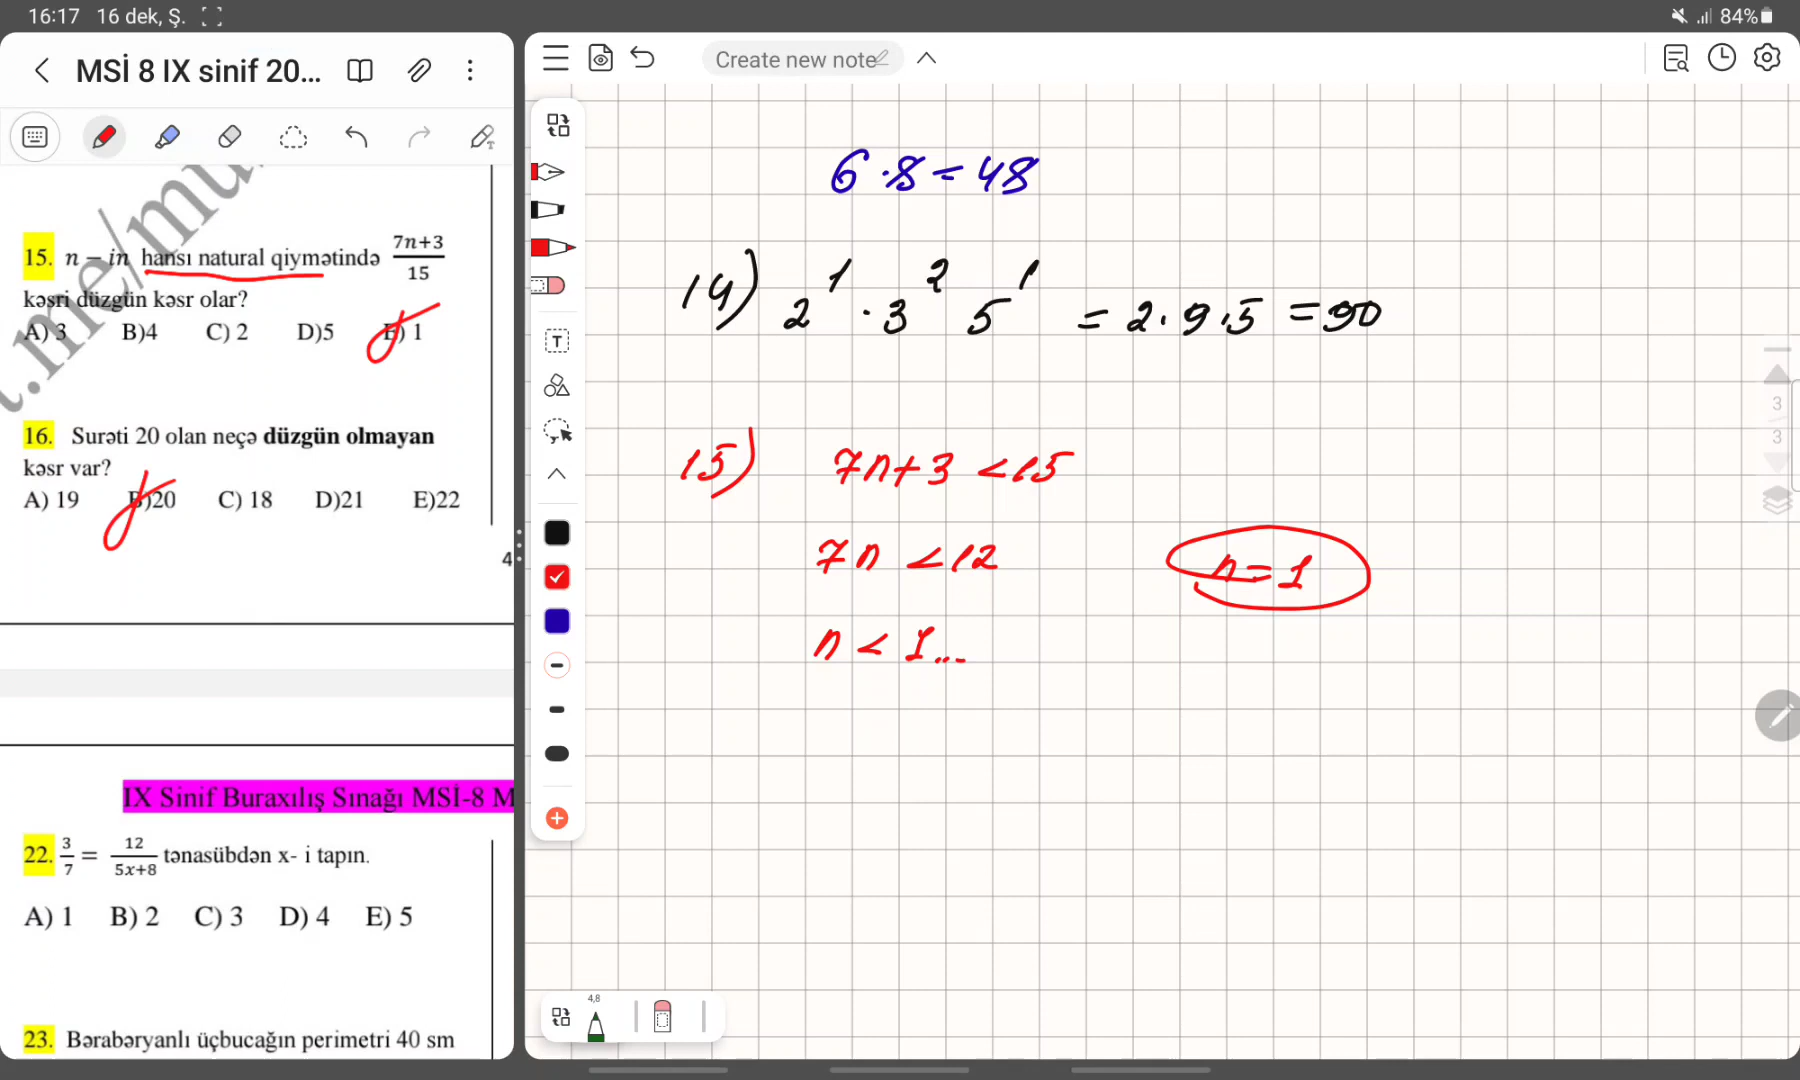 16:17 16 dek, Ş.
84%
MSİ 8 IX sinif 20...
15. n – in hansı natural qiymətində 7n+3/15
kəsri düzgün kəsr olar?
A) 3 B)4 C) 2 D)5 E) 1
16. Surəti 20 olan neçə düzgün olmayan
kəsr var?
A) 19 B)20 C) 18 D)21 E)22
4
IX Sinif Buraxılış Sınağı MSİ-8 M
22. 3/7 = 12/5x+8 tənasübdən x- i tapın.
A) 1 B) 2 C) 3 D) 4 E) 5
23. Bərabəryanlı üçbucağın perimetri 40 sm
Create new note
T
6 · 8 = 48
14) 2¹ · 3² 5¹ = 2 · 9 · 5 = 90
15) 7n+3 < 15
7n < 12
n = 1
n < 1...
3
3
4,8